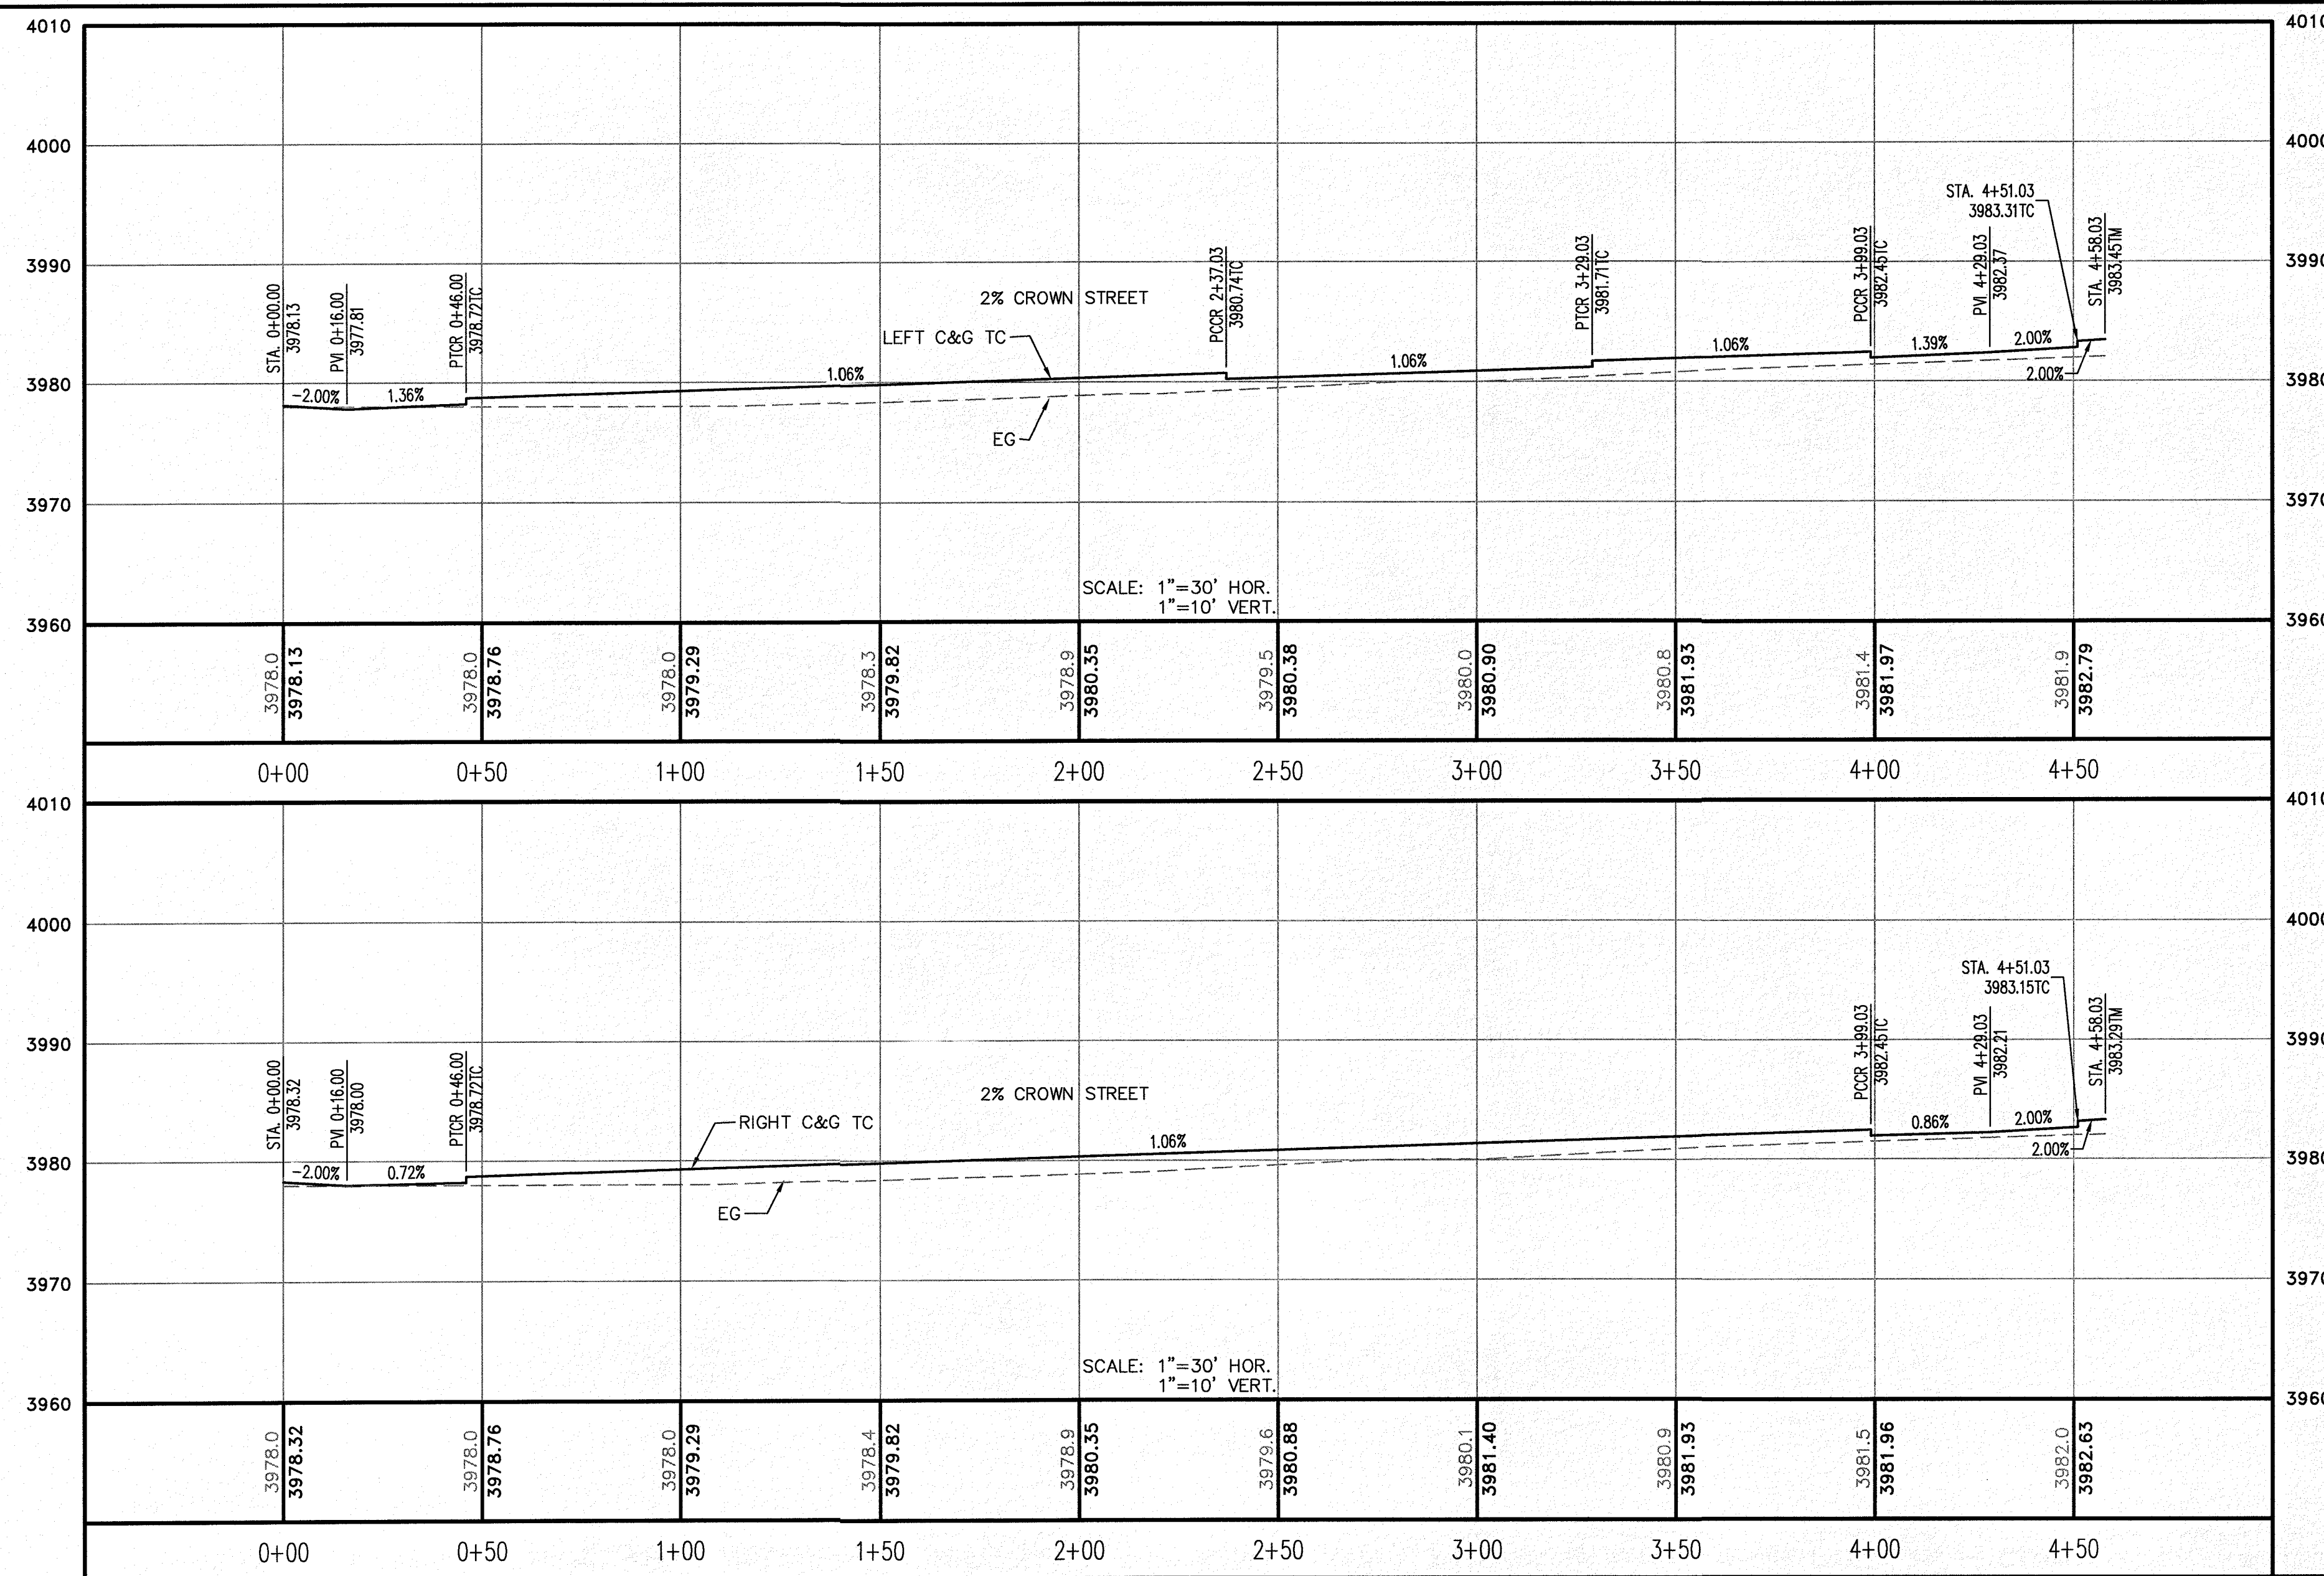 4010
4010
4000
4000
3990
3990
3980
3980
3970
3970
3960
3960
STA. 0+00.00
3978.13
PVI 0+16.00
3977.81
PTCR 0+46.00
3978.72TC
-2.00%
1.36%
1.06%
2% CROWN STREET
LEFT C&G TC
EG
PCCR 2+37.03
3980.74TC
1.06%
PTCR 3+29.03
3981.71TC
1.06%
PCCR 3+99.03
3982.45TC
1.39%
PVI 4+29.03
3982.37
2.00%
STA. 4+51.03
3983.31TC
STA. 4+58.03
3983.45TM
2.00%
SCALE: 1"=30' HOR.
1"=10' VERT.
3978.0
3978.13
3978.0
3978.76
3978.0
3979.29
3978.3
3979.82
3978.9
3980.35
3979.5
3980.38
3980.0
3980.90
3980.8
3981.93
3981.4
3981.97
3981.9
3982.79
0+00
0+50
1+00
1+50
2+00
2+50
3+00
3+50
4+00
4+50
4010
4010
4000
4000
3990
3990
3980
3980
3970
3970
3960
3960
STA. 0+00.00
3978.32
PVI 0+16.00
3978.00
PTCR 0+46.00
3978.72TC
-2.00%
0.72%
RIGHT C&G TC
EG
2% CROWN STREET
1.06%
PCCR 3+99.03
3982.45TC
0.86%
PVI 4+29.03
3982.21
2.00%
STA. 4+51.03
3983.15TC
STA. 4+58.03
3983.29TM
2.00%
SCALE: 1"=30' HOR.
1"=10' VERT.
3978.0
3978.32
3978.0
3978.76
3978.0
3979.29
3978.4
3979.82
3978.9
3980.35
3979.6
3980.88
3980.1
3981.40
3980.9
3981.93
3981.5
3981.96
3982.0
3982.63
0+00
0+50
1+00
1+50
2+00
2+50
3+00
3+50
4+00
4+50